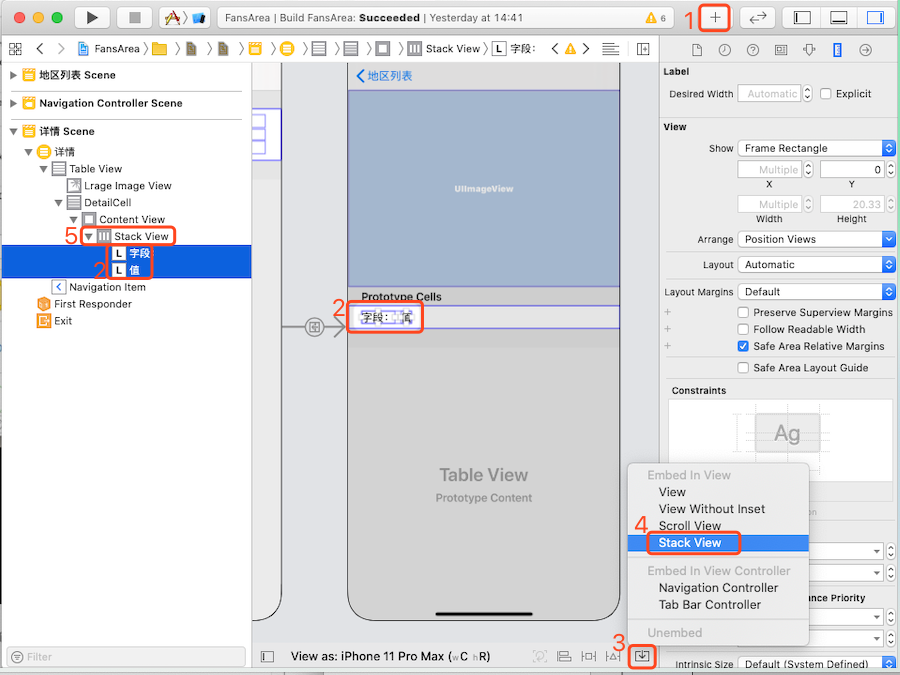 FansArea | Build FansArea: Succeeded | Yesterday at 14:41
6
1
FansArea
Stack View
L
字段:
地区列表 Scene
Navigation Controller Scene
详情 Scene
详情
Table View
Lrage Image View
DetailCell
Content View
5
Stack View
L 字段
2
L 值
Navigation Item
First Responder
Exit
Filter
地区列表
UIImageView
Prototype Cells
2
字段: 值
Table View
Prototype Content
View as: iPhone 11 Pro Max (wC hR)
3
Label
Desired Width
Automatic
Explicit
View
Show
Frame Rectangle
Multiple
0
X
Y
Multiple
20.33
Width
Height
Arrange
Position Views
Layout
Automatic
Layout Margins
Default
Preserve Superview Margins
Follow Readable Width
Safe Area Relative Margins
Safe Area Layout Guide
Constraints
Ag
Embed In View
View
View Without Inset
4
Scroll View
Stack View
Embed In View Controller
Navigation Controller
Tab Bar Controller
Unembed
Priority
Intrinsic Size
Default (System Defined)